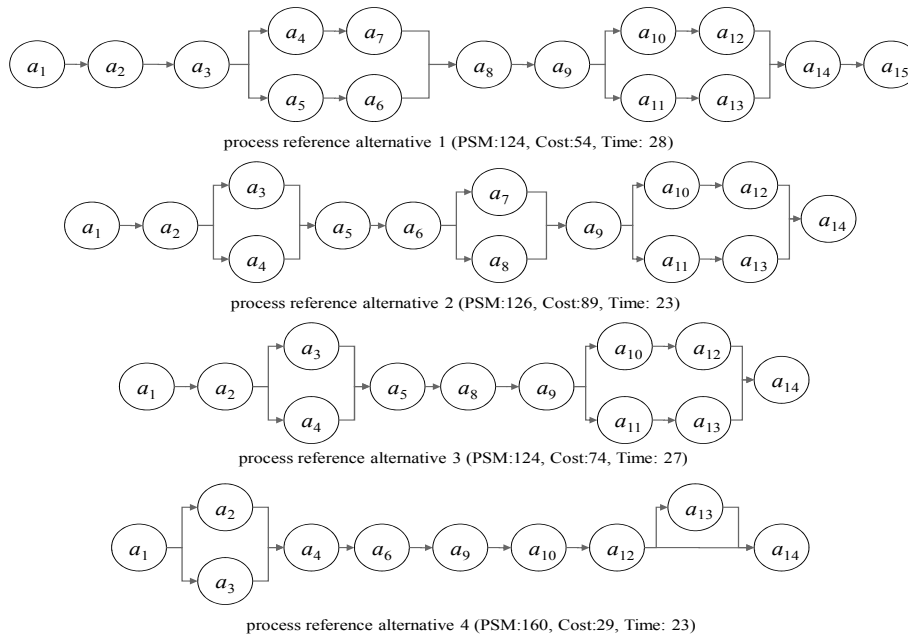 a4 a7
a1 a2 a3 a5 a6 a8 a9 a10 a12 a11 a13 a14 a15
process reference alternative 1 (PSM:124, Cost:54, Time: 28)
a1 a2 a3 a4 a5 a6 a7 a8 a9 a10 a12 a11 a13 a14
process reference alternative 2 (PSM:126, Cost:89, Time: 23)
a1 a2 a3 a4 a5 a8 a9 a10 a12 a11 a13 a14
process reference alternative 3 (PSM:124, Cost:74, Time: 27)
a1 a2 a3 a4 a6 a9 a10 a12 a13 a14
process reference alternative 4 (PSM:160, Cost:29, Time: 23)